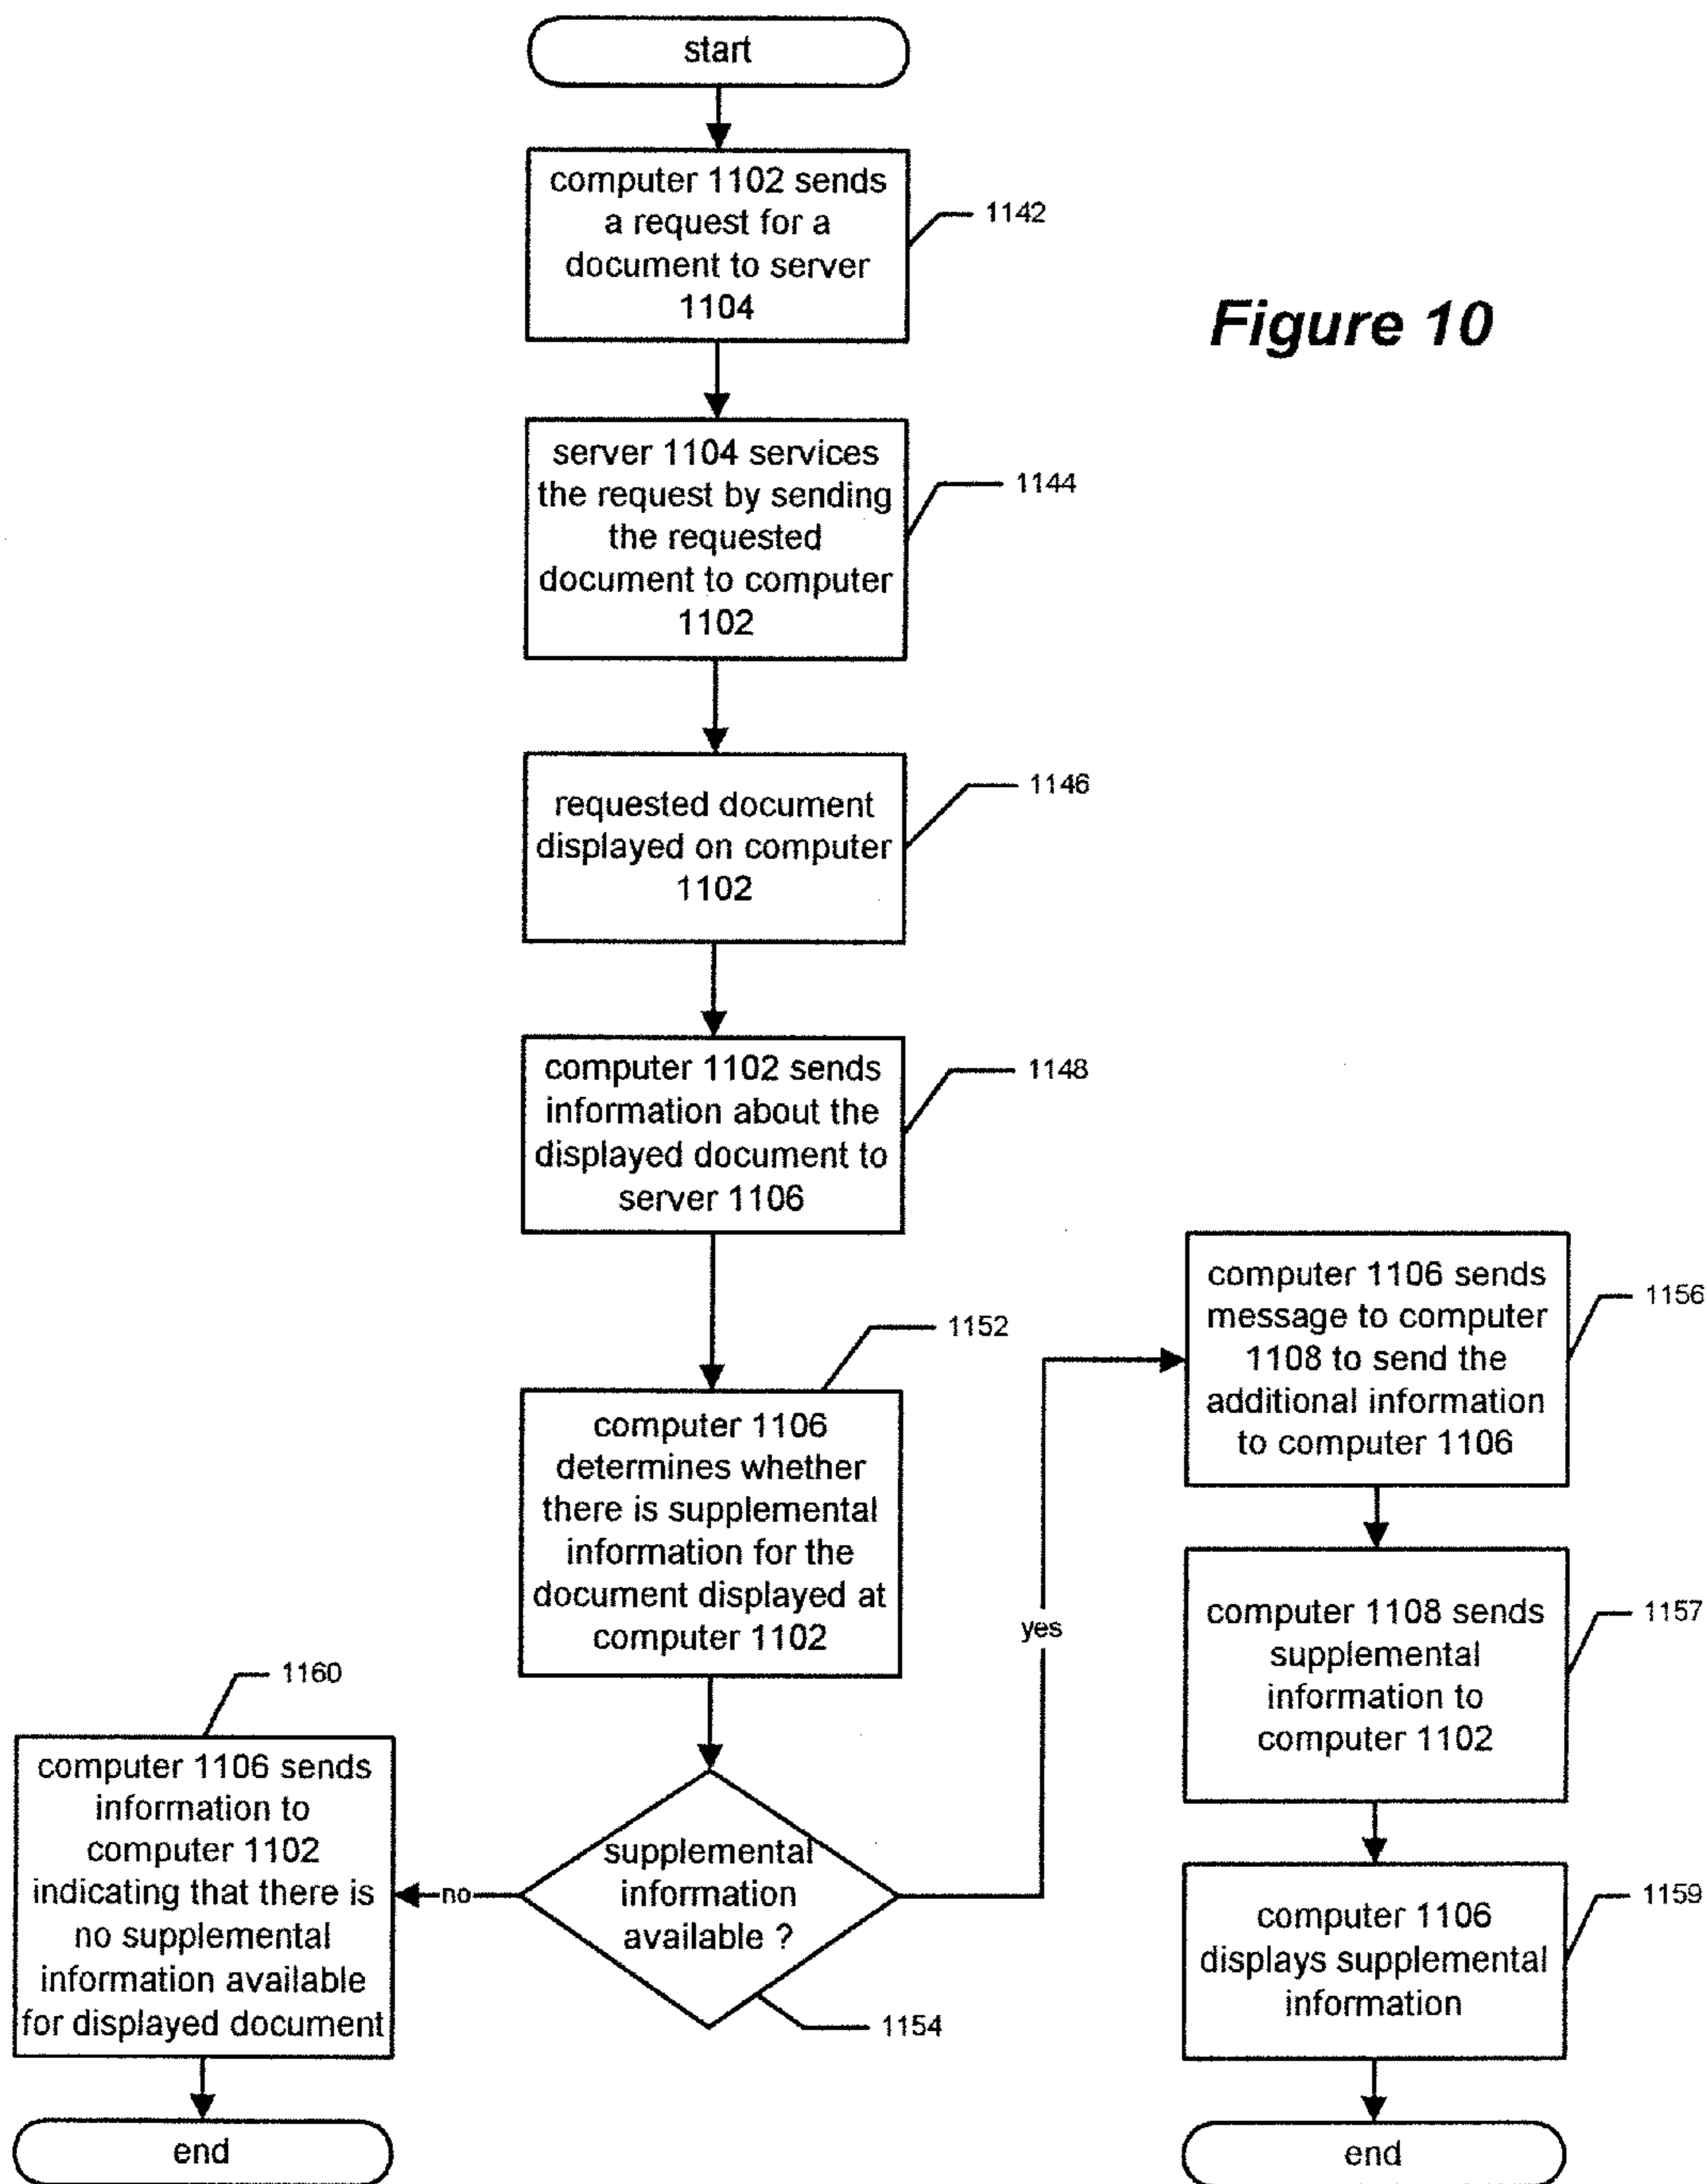 start
computer 1102 sends
a request for a
document to server
1104
1142
Figure 10
server 1104 services
the request by sending
the requested
document to computer
1102
1144
requested document
displayed on computer
1102
1146
computer 1102 sends
information about the
displayed document to
server 1106
1148
computer 1106
determines whether
there is supplemental
information for the
document displayed at
computer 1102
1152
supplemental
information
available ?
1154
no
yes
computer 1106 sends
information to
computer 1102
indicating that there is
no supplemental
information available
for displayed document
1160
end
computer 1106 sends
message to computer
1108 to send the
additional information
to computer 1106
1156
computer 1108 sends
supplemental
information to
computer 1102
1157
computer 1106
displays supplemental
information
1159
end